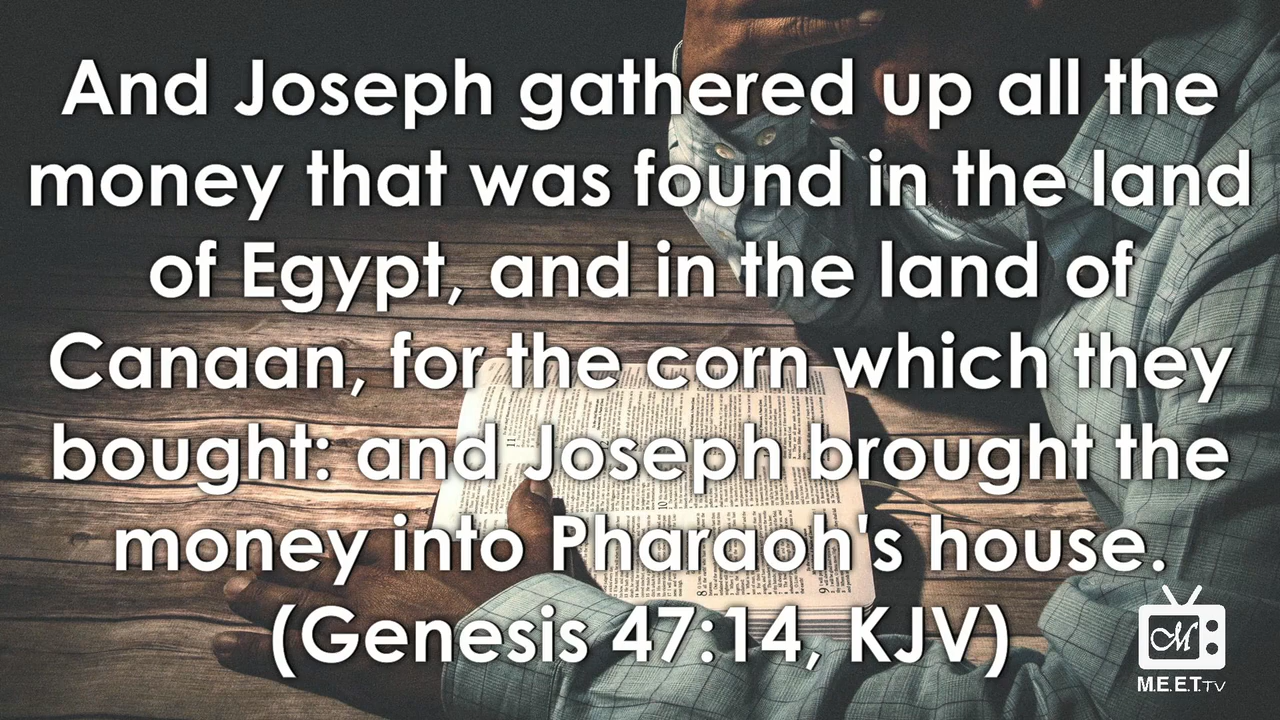 And Joseph gathered up all the
money that was found in the land
of Egypt, and in the land of
Canaan, for the corn which they
bought: and Joseph brought the
money into Pharaoh's house.
(Genesis 47:14, KJV)
M
M.E.E.T.TV